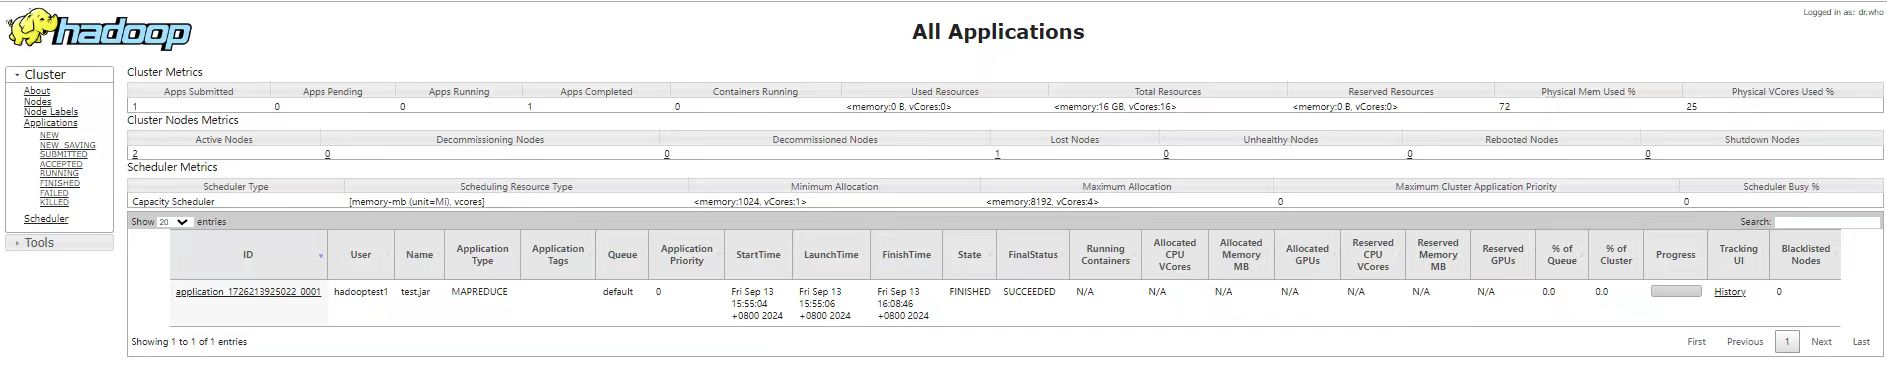 Logged in as: dr.who
hadoop
All Applications
Cluster
About
Nodes
Node Labels
Applications
NEW
NEW_SAVING
SUBMITTED
ACCEPTED
RUNNING
FINISHED
FAILED
KILLED
Scheduler
Tools
Cluster Metrics
Apps Submitted Apps Pending Apps Running Apps Completed Containers Running Used Resources Total Resources Reserved Resources Physical Mem Used % Physical VCores Used %
1 0 0 1 0 <memory:0 B, vCores:0> <memory:16 GB, vCores:16> <memory:0 B, vCores:0> 72 25
Cluster Nodes Metrics
Active Nodes Decommissioning Nodes Decommissioned Nodes Lost Nodes Unhealthy Nodes Rebooted Nodes Shutdown Nodes
2 0 0 1 0 0 0
Scheduler Metrics
Scheduler Type Scheduling Resource Type Minimum Allocation Maximum Allocation Maximum Cluster Application Priority Scheduler Busy %
Capacity Scheduler [memory-mb (unit=Mi), vcores] <memory:1024, vCores:1> <memory:8192, vCores:4> 0 0
Show 20 entries Search:
ID User Name Application Type Application Tags Queue Application Priority StartTime LaunchTime FinishTime State FinalStatus Running Containers Allocated CPU VCores Allocated Memory MB Allocated GPUs Reserved CPU VCores Reserved Memory MB Reserved GPUs % of Queue % of Cluster Progress Tracking UI Blacklisted Nodes
application_1726213925022_0001 hadooptest1 test.jar MAPREDUCE default 0 Fri Sep 13 15:55:04 +0800 2024 Fri Sep 13 15:55:06 +0800 2024 Fri Sep 13 16:08:46 +0800 2024 FINISHED SUCCEEDED N/A N/A N/A N/A N/A N/A N/A 0.0 0.0 History 0
Showing 1 to 1 of 1 entries First Previous 1 Next Last